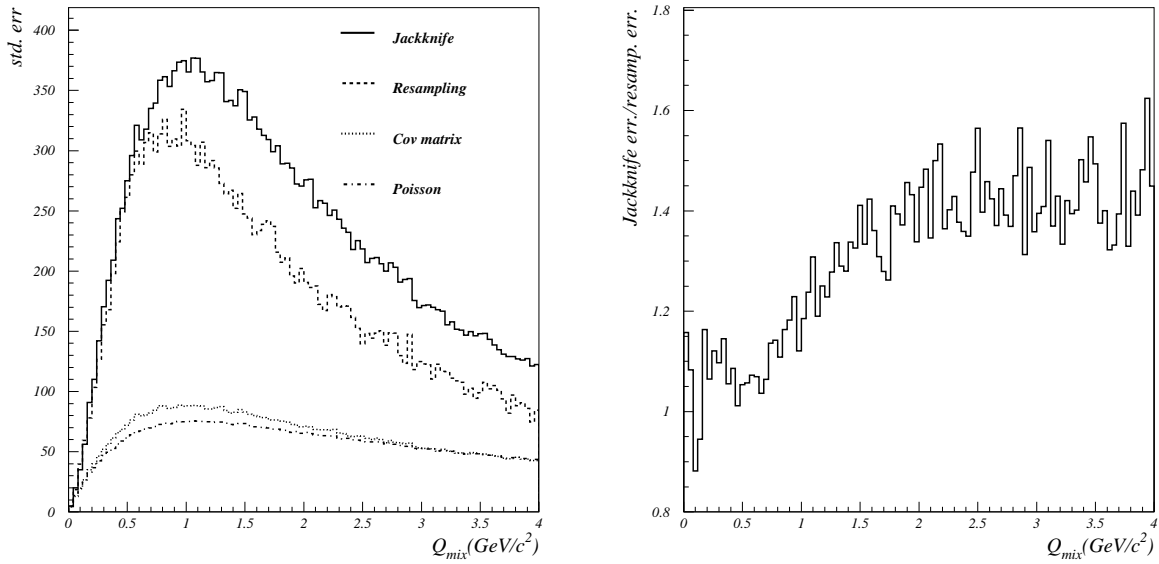 std. err
400
350
300
250
200
150
100
50
0
0 0.5 1 1.5 2 2.5 3 3.5 4
Q_mix(GeV/c²)
Jackknife
Resampling
Cov matrix
Poisson
Jackknife err./resamp. err.
1.8
1.6
1.4
1.2
1
0.8
0 0.5 1 1.5 2 2.5 3 3.5 4
Q_mix(GeV/c²)